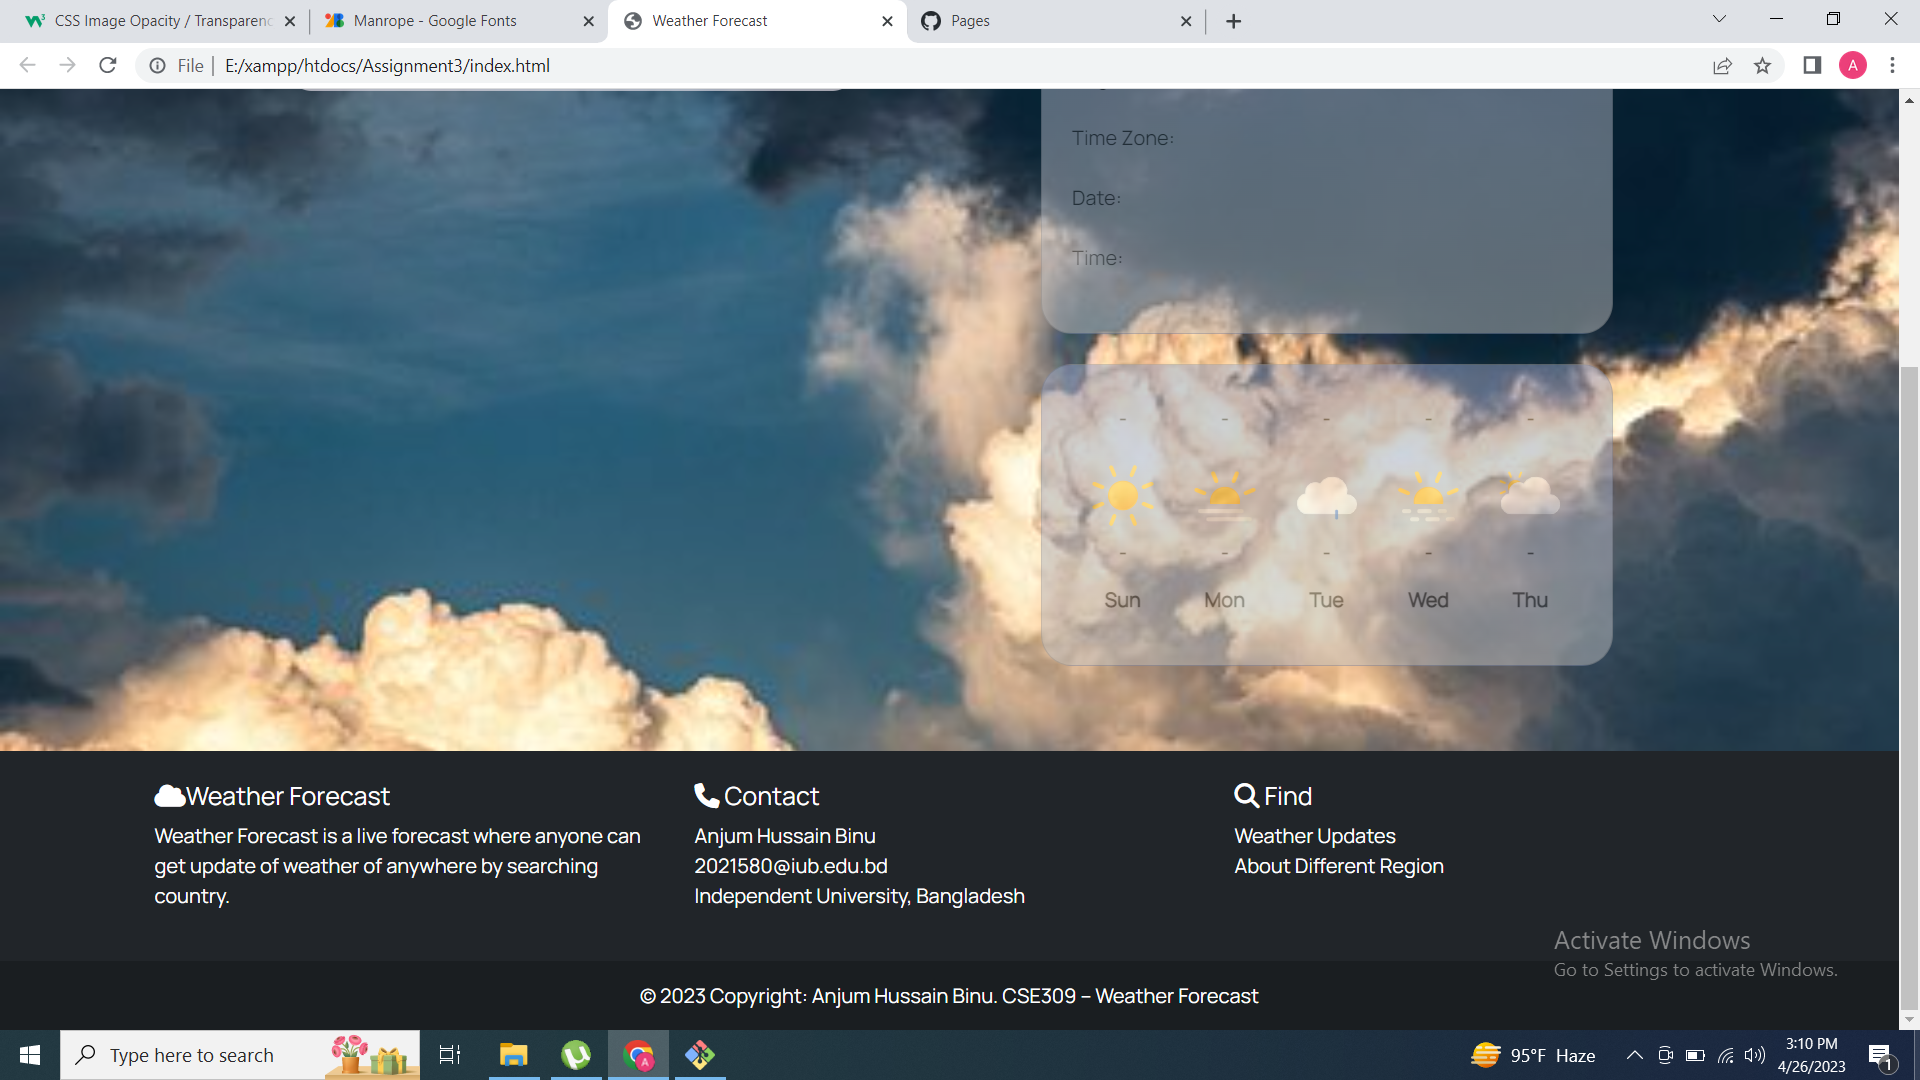 CSS Image Opacity / Transparenc
Manrope - Google Fonts
Weather Forecast
Pages
File
E:/xampp/htdocs/Assignment3/index.html
A
Time Zone:
Date:
Time:
- - - - -
- - - - -
Sun Mon Tue Wed Thu
Weather Forecast
Weather Forecast is a live forecast where anyone can
get update of weather of anywhere by searching
country.
Contact
Anjum Hussain Binu
2021580@iub.edu.bd
Independent University, Bangladesh
Find
Weather Updates
About Different Region
Activate Windows
Go to Settings to activate Windows.
© 2023 Copyright: Anjum Hussain Binu. CSE309 – Weather Forecast
Type here to search
A
95°F Haze
3:10 PM
4/26/2023
1